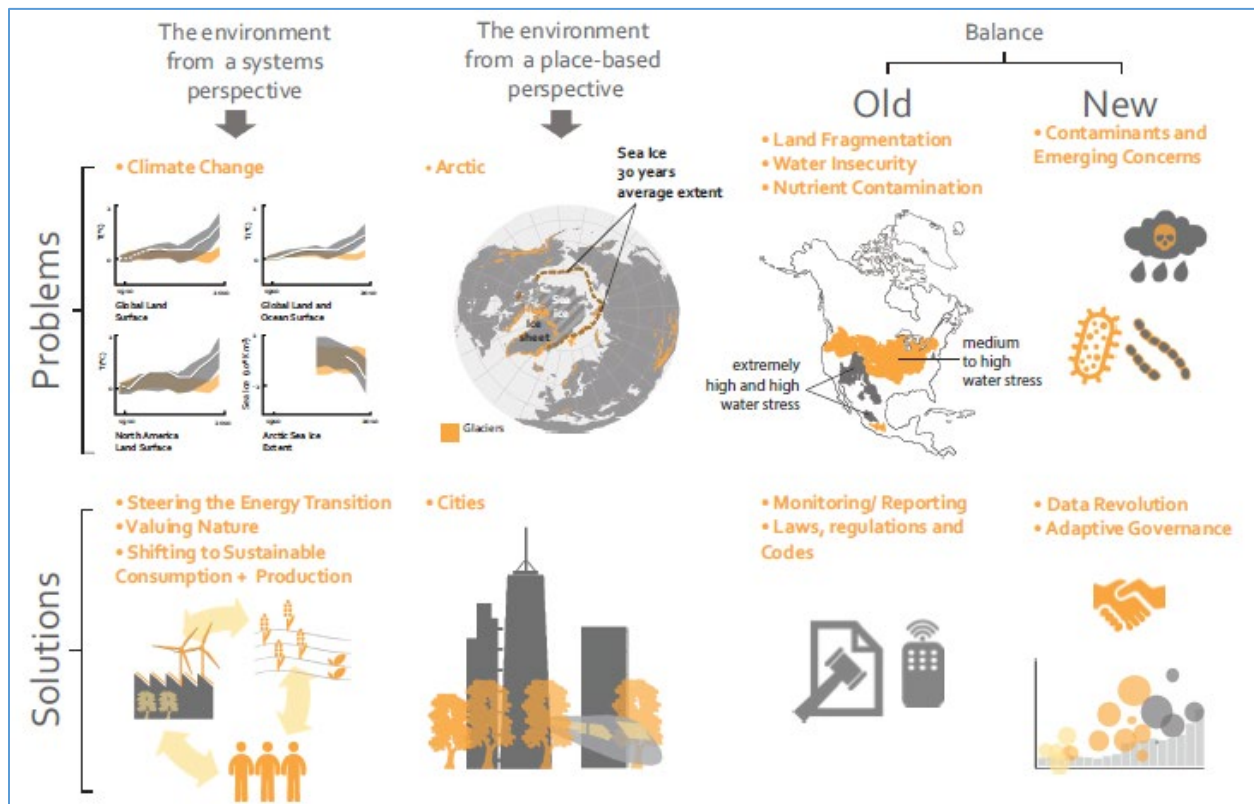 The environment
from a systems
perspective
The environment
from a place-based
perspective
Balance
Old
New
Problems
• Climate Change
Global Land
Surface
Global Land and
Ocean Surface
North America
Land Surface
Arctic Sea Ice
Extent
• Arctic
Sea Ice
30 years
average extent
Sea
Ice
Ice
sheet
Glaciers
• Land Fragmentation
• Water Insecurity
• Nutrient Contamination
extremely
high and high
water stress
medium
to high
water stress
• Contaminants and
Emerging Concerns
Solutions
• Steering the Energy Transition
• Valuing Nature
• Shifting to Sustainable
Consumption + Production
• Cities
• Monitoring/ Reporting
• Laws, regulations and
Codes
• Data Revolution
• Adaptive Governance